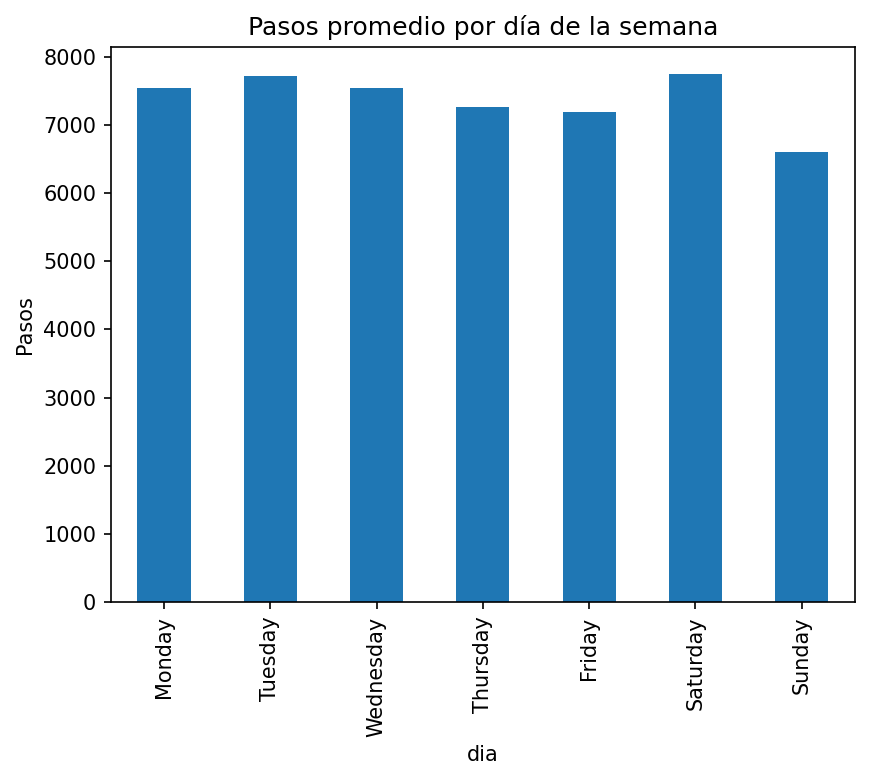 Pasos promedio por día de la semana
Pasos
8000
7000
6000
5000
4000
3000
2000
1000
0
Monday
Tuesday
Wednesday
Thursday
Friday
Saturday
Sunday
dia